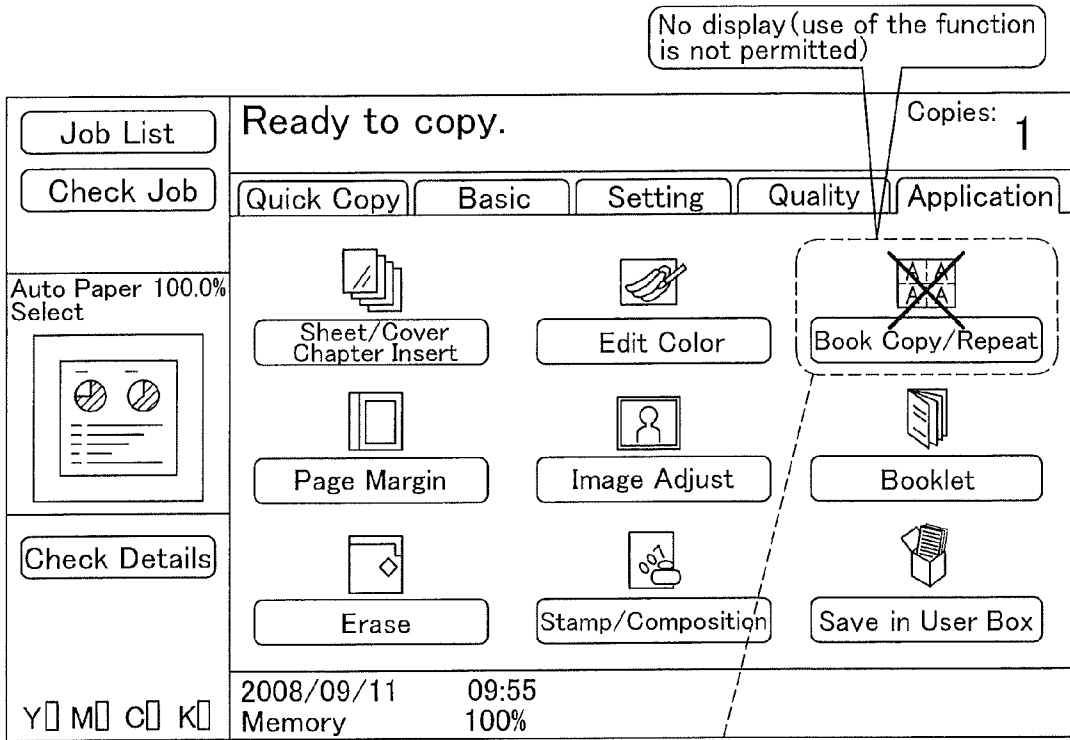 No display(use of the function
is not permitted)
Job List
Check Job
Ready to copy.
Copies: 1
Quick Copy Basic Setting Quality Application
Auto Paper 100.0%
Select
Sheet/Cover
Chapter Insert
Edit Color
Book Copy/Repeat
Page Margin
Image Adjust
Booklet
Check Details
Erase
Stamp/Composition
Save in User Box
A A
A A
007
2008/09/11 09:55
Memory 100%
Y M C K